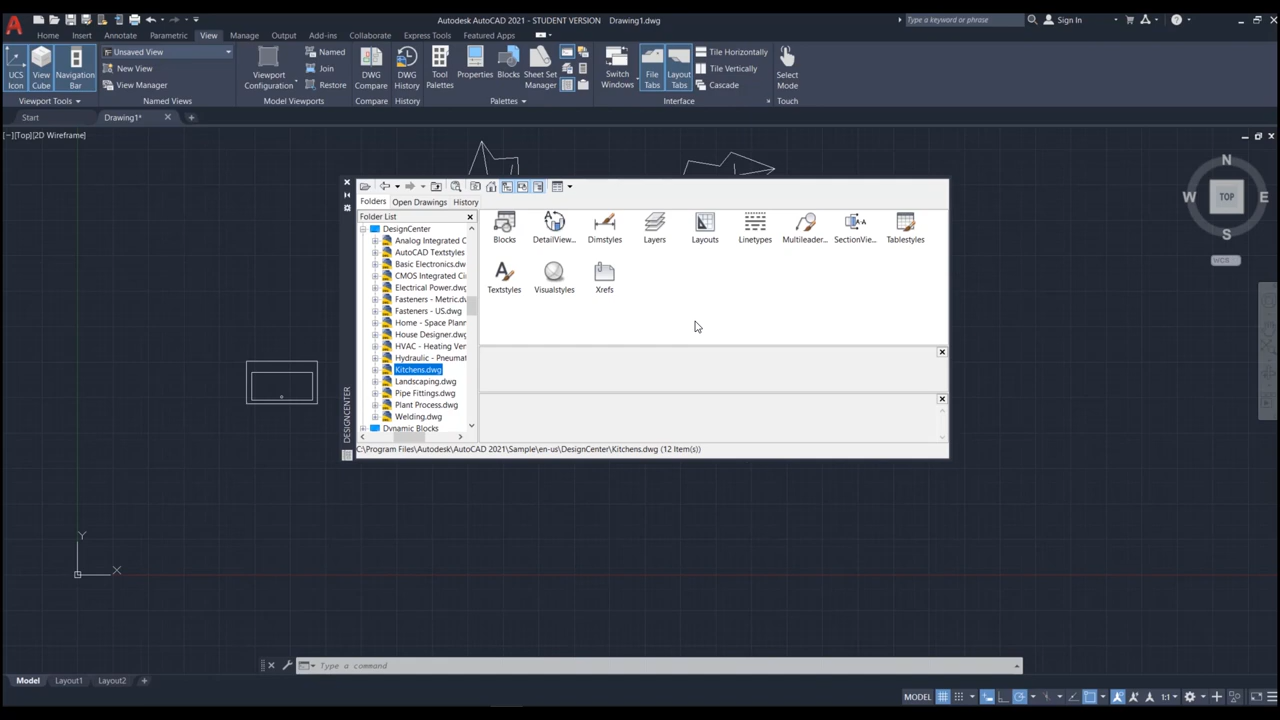 Autodesk AutoCAD 2021 - STUDENT VERSION Drawing1.dwg
Type a keyword or phrase
Sign In
Home Insert Annotate Parametric View Manage Output Add-ins Collaborate Express Tools Featured Apps
UCS Icon
View Cube
Navigation Bar
Viewport Tools
Unsaved View
New View
View Manager
Named Views
Viewport Configuration
Named
Join
Restore
Model Viewports
DWG Compare
Compare
DWG History
History
Tool Palettes
Properties
Blocks
Sheet Set Manager
Palettes
Switch Windows
File Tabs
Layout Tabs
Tile Horizontally
Tile Vertically
Cascade
Interface
Select Mode
Touch
Start
Drawing1*
[−][Top][2D Wireframe]
N
W
TOP
E
S
WCS
Folders Open Drawings History
Folder List
DesignCenter
Analog Integrated C
AutoCAD Textstyles
Basic Electronics.dw
CMOS Integrated Ci
Electrical Power.dwg
Fasteners - Metric.d
Fasteners - US.dwg
Home - Space Plann
House Designer.dwg
HVAC - Heating Ven
Hydraulic - Pneumat
Kitchens.dwg
Landscaping.dwg
Pipe Fittings.dwg
Plant Process.dwg
Welding.dwg
Dynamic Blocks
Blocks DetailView... Dimstyles Layers Layouts Linetypes Multileader... SectionVie... Tablestyles
Textstyles Visualstyles Xrefs
DESIGNCENTER
C:\Program Files\Autodesk\AutoCAD 2021\Sample\en-us\DesignCenter\Kitchens.dwg (12 Item(s))
Y
X
Type a command
Model Layout1 Layout2
MODEL
1:1